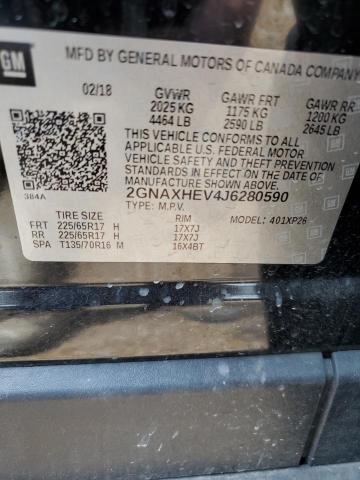 GM
MFD BY GENERAL MOTORS OF CANADA COMPANY
02/18 GVWR GAWR FRT GAWR RR
2025 KG 1175 KG 1200 KG
4464 LB 2590 LB 2645 LB
THIS VEHICLE CONFORMS TO ALL
APPLICABLE U.S. FEDERAL MOTOR
VEHICLE SAFETY, BUMPER, AND THEFT
PREVENTION STANDARDS IN EFFECT ON
THE DATE OF MANUFACTURE SHOWN ABOVE.
384A
2GNAXHEV4J6280590
TYPE: M.P.V. MODEL: 401XP26
TIRE SIZE RIM
FRT 225/65R17 H 17X7J
RR 225/65R17 H 17X7J
SPA T135/70R16 M 16X4BT